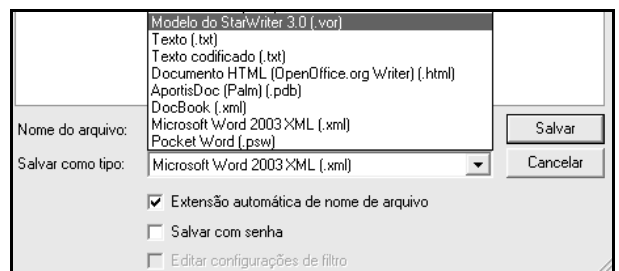 Modelo do StarWriter 3.0 (.vor)
Texto (.txt)
Texto codificado (.txt)
Documento HTML (OpenOffice.org Writer) (.html)
AportisDoc (Palm) (.pdb)
DocBook (.xml)
Microsoft Word 2003 XML (.xml)
Pocket Word (.psw)
Nome do arquivo:
Salvar
Salvar como tipo:
Microsoft Word 2003 XML (.xml)
Cancelar
Extensão automática de nome de arquivo
Salvar com senha
Editar configurações de filtro